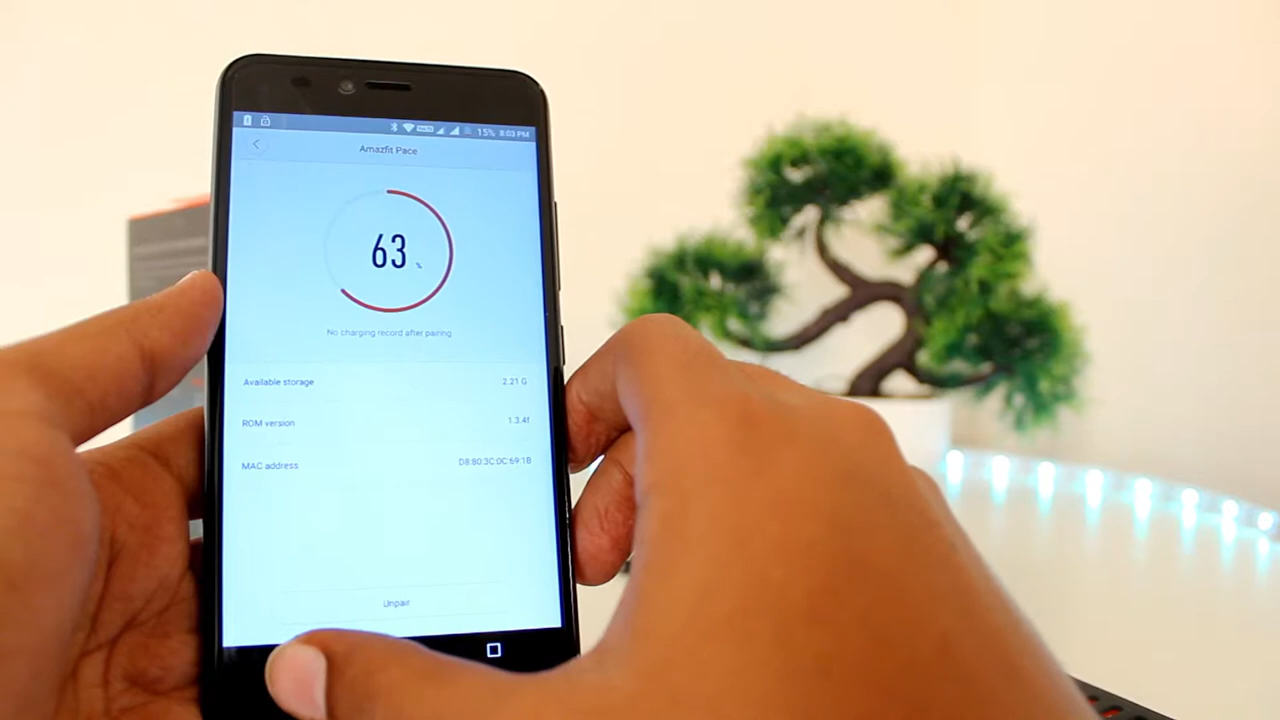 15% 8:03 PM
Amazfit Pace
63 %
No charging record after pairing
Available storage 2.21 G
ROM version 1.3.4f
MAC address D8:80:3C:0C:69:1B
Unpair